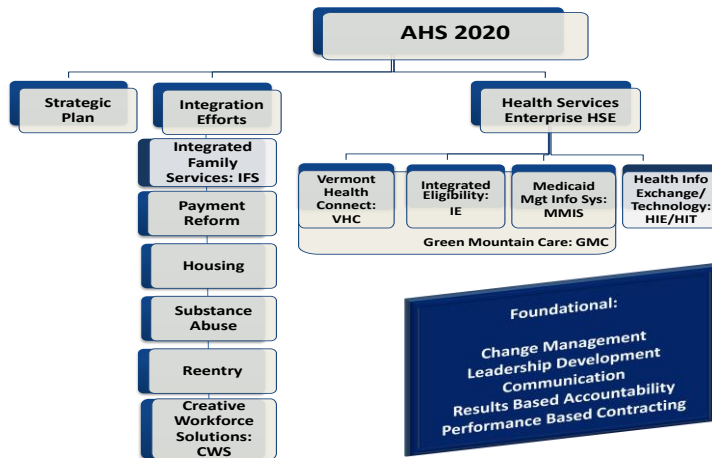 AHS 2020
Strategic
Plan
Integration
Efforts
Health Services
Enterprise HSE
Integrated
Family
Services: IFS
Payment
Reform
Housing
Substance
Abuse
Reentry
Creative
Workforce
Solutions:
CWS
Vermont
Health
Connect:
VHC
Integrated
Eligibility:
IE
Medicaid
Mgt Info Sys:
MMIS
Health Info
Exchange/
Technology:
HIE/HIT
Green Mountain Care: GMC
Foundational:
Change Management
Leadership Development
Communication
Results Based Accountability
Performance Based Contracting